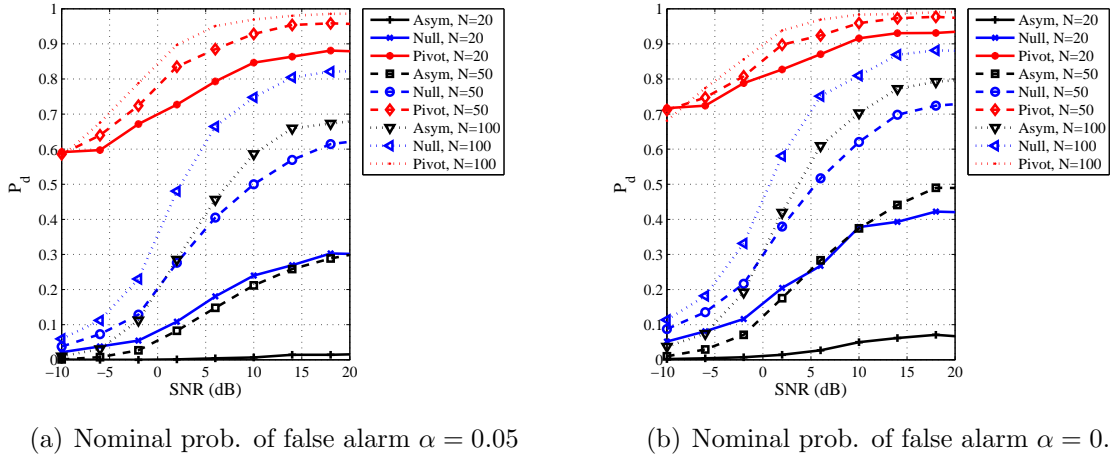 1
0.9
0.8
0.7
0.6
0.5
0.4
0.3
0.2
0.1
0
P_d
−10 −5 0 5 10 15 20
SNR (dB)
Asym, N=20
Null, N=20
Pivot, N=20
Asym, N=50
Null, N=50
Pivot, N=50
Asym, N=100
Null, N=100
Pivot, N=100
(a) Nominal prob. of false alarm α = 0.05
1
0.9
0.8
0.7
0.6
0.5
0.4
0.3
0.2
0.1
0
P_d
−10 −5 0 5 10 15 20
SNR (dB)
Asym, N=20
Null, N=20
Pivot, N=20
Asym, N=50
Null, N=50
Pivot, N=50
Asym, N=100
Null, N=100
Pivot, N=100
(b) Nominal prob. of false alarm α = 0.